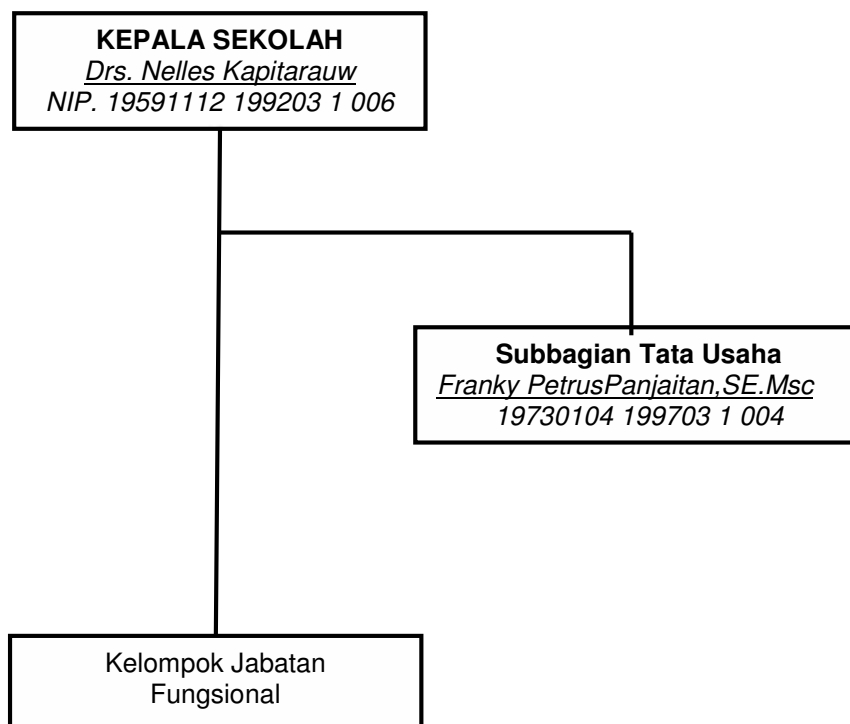 KEPALA SEKOLAH
Drs. Nelles Kapitarauw
NIP. 19591112 199203 1 006
Subbagian Tata Usaha
Franky PetrusPanjaitan,SE.Msc
19730104 199703 1 004
Kelompok Jabatan
Fungsional